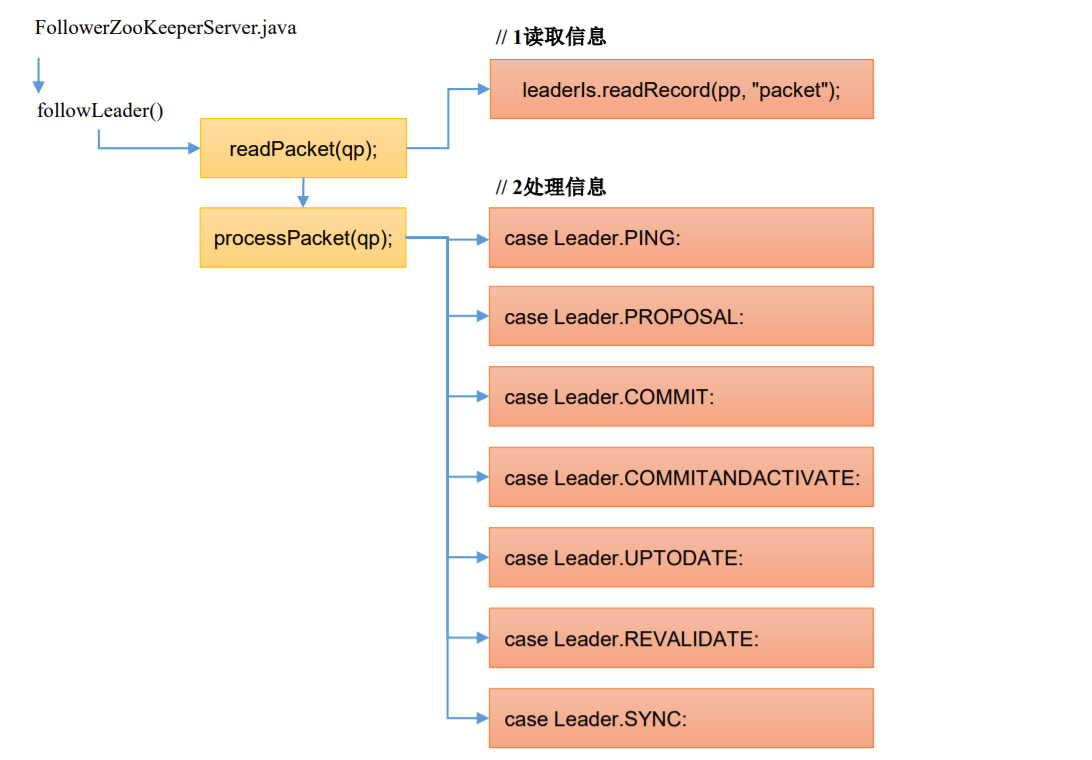 FollowerZooKeeperServer.java
followLeader()
readPacket(qp);
processPacket(qp);
// 1读取信息
leaderIs.readRecord(pp, "packet");
// 2处理信息
case Leader.PING:
case Leader.PROPOSAL:
case Leader.COMMIT:
case Leader.COMMITANDACTIVATE:
case Leader.UPTODATE:
case Leader.REVALIDATE:
case Leader.SYNC: